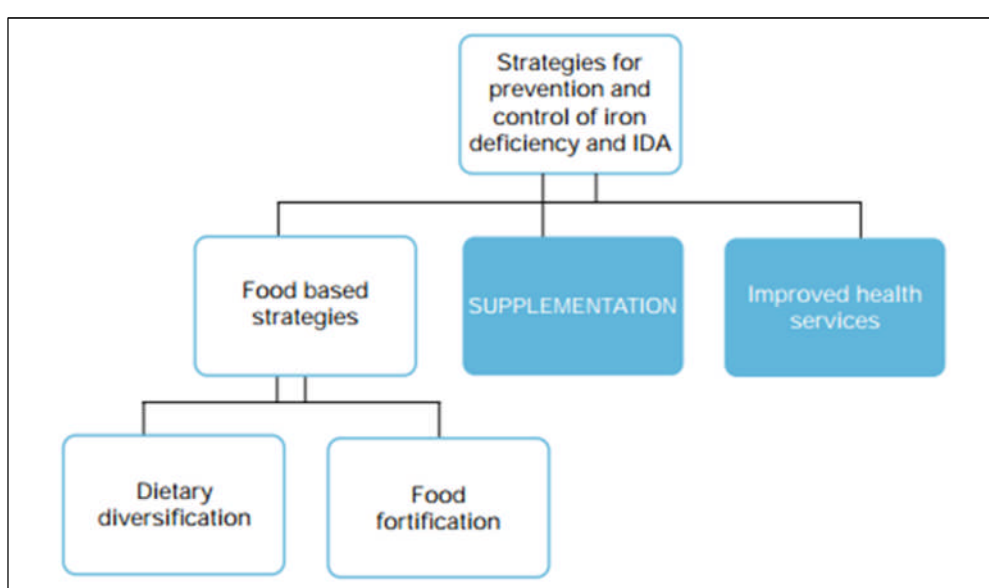 Strategies for
prevention and
control of iron
deficiency and IDA
Food based
strategies
SUPPLEMENTATION
Improved health
services
Dietary
diversification
Food
fortification